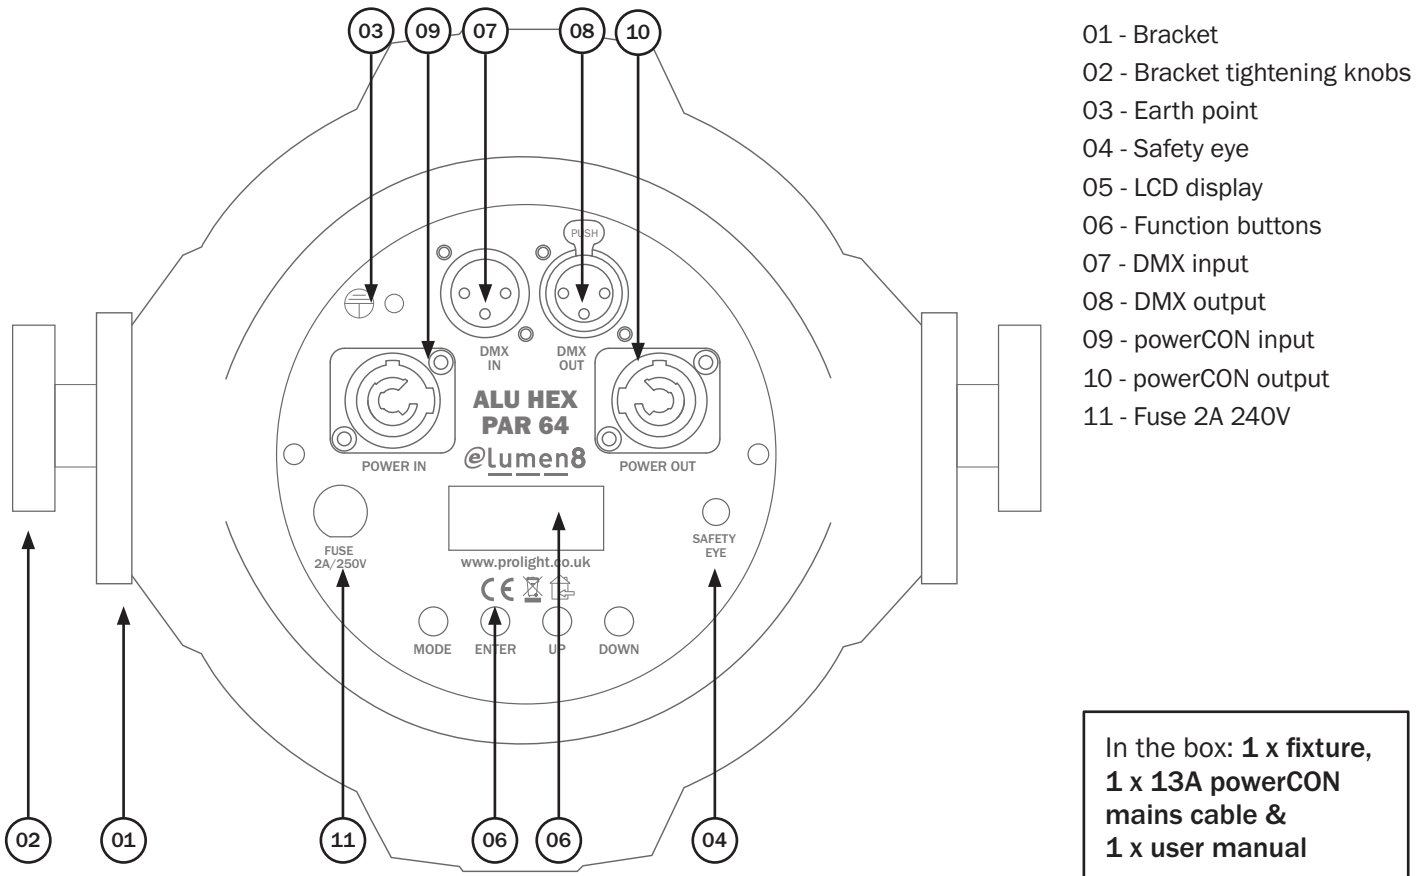 03
09
07
08
10
01 - Bracket
02 - Bracket tightening knobs
03 - Earth point
04 - Safety eye
05 - LCD display
06 - Function buttons
07 - DMX input
08 - DMX output
09 - powerCON input
10 - powerCON output
11 - Fuse 2A 240V
PUSH
DMX
IN
DMX
OUT
ALU HEX
PAR 64
elumen8
POWER IN
POWER OUT
FUSE
2A/250V
SAFETY
EYE
www.prolight.co.uk
CE
MODE
ENTER
UP
DOWN
02
01
11
06
06
04
In the box: 1 x fixture,
1 x 13A powerCON
mains cable &
1 x user manual